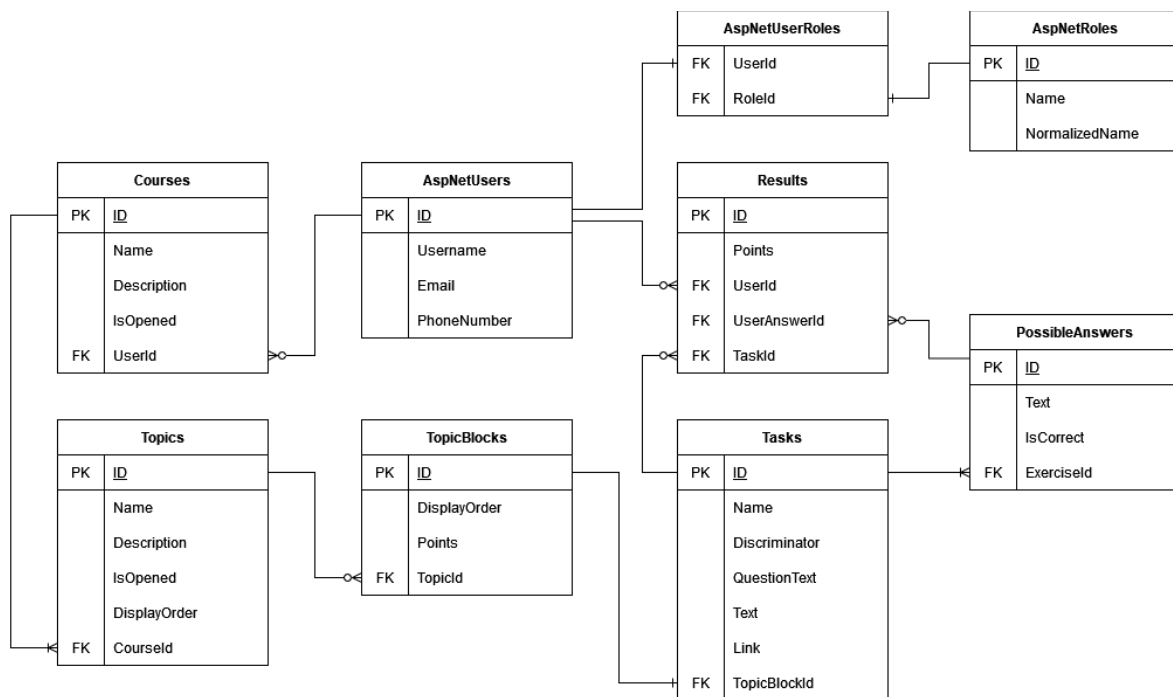 AspNetUserRoles
FK UserId
FK RoleId
AspNetRoles
PK ID
Name
NormalizedName
Courses
PK ID
Name
Description
IsOpened
FK UserId
AspNetUsers
PK ID
Username
Email
PhoneNumber
Results
PK ID
Points
FK UserId
FK UserAnswerId
FK TaskId
PossibleAnswers
PK ID
Text
IsCorrect
FK ExerciseId
Topics
PK ID
Name
Description
IsOpened
DisplayOrder
FK CourseId
TopicBlocks
PK ID
DisplayOrder
Points
FK TopicId
Tasks
PK ID
Name
Discriminator
QuestionText
Text
Link
FK TopicBlockId